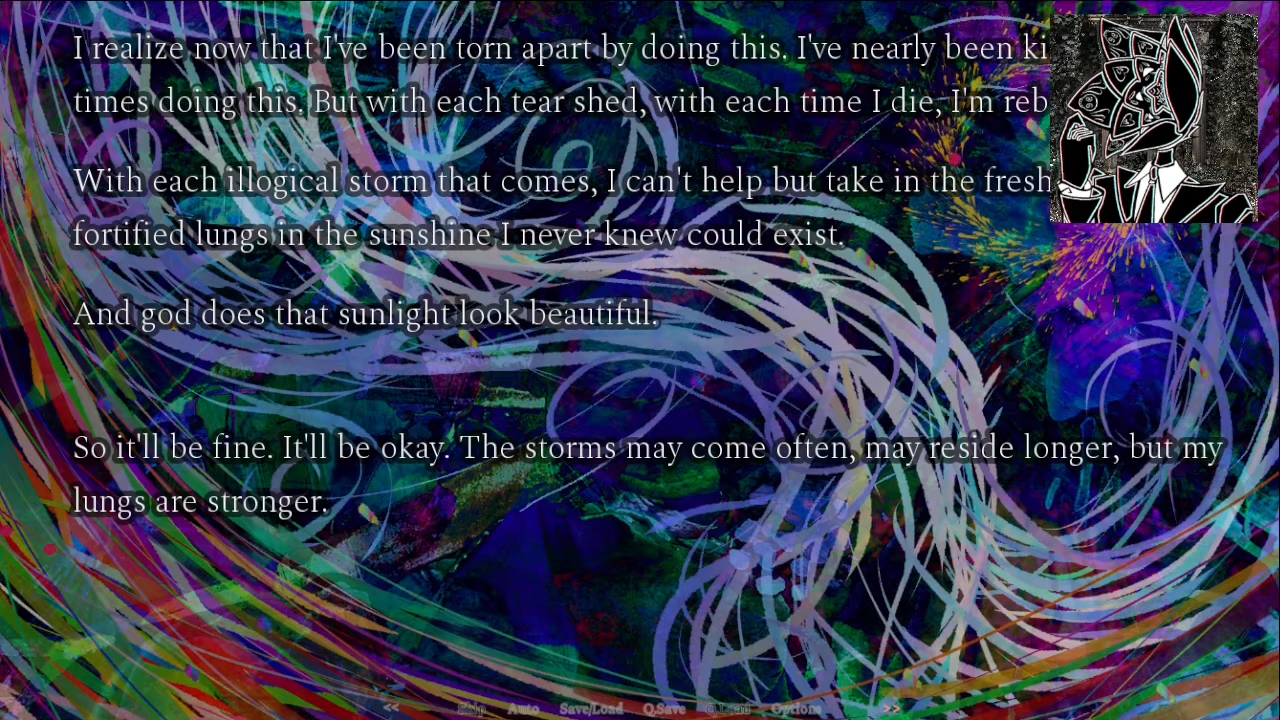 I realize now that I've been torn apart by doing this. I've nearly been
times doing this. But with each tear shed, with each time I die, I'm
With each illogical storm that comes, I can't help but take in the fresh
fortified lungs in the sunshine I never knew could exist.
And god does that sunlight look beautiful.
So it'll be fine. It'll be okay. The storms may come often, may reside longer, but my
lungs are stronger.
<< Skip Auto Save/Load Q.Save Q.Load Options >>